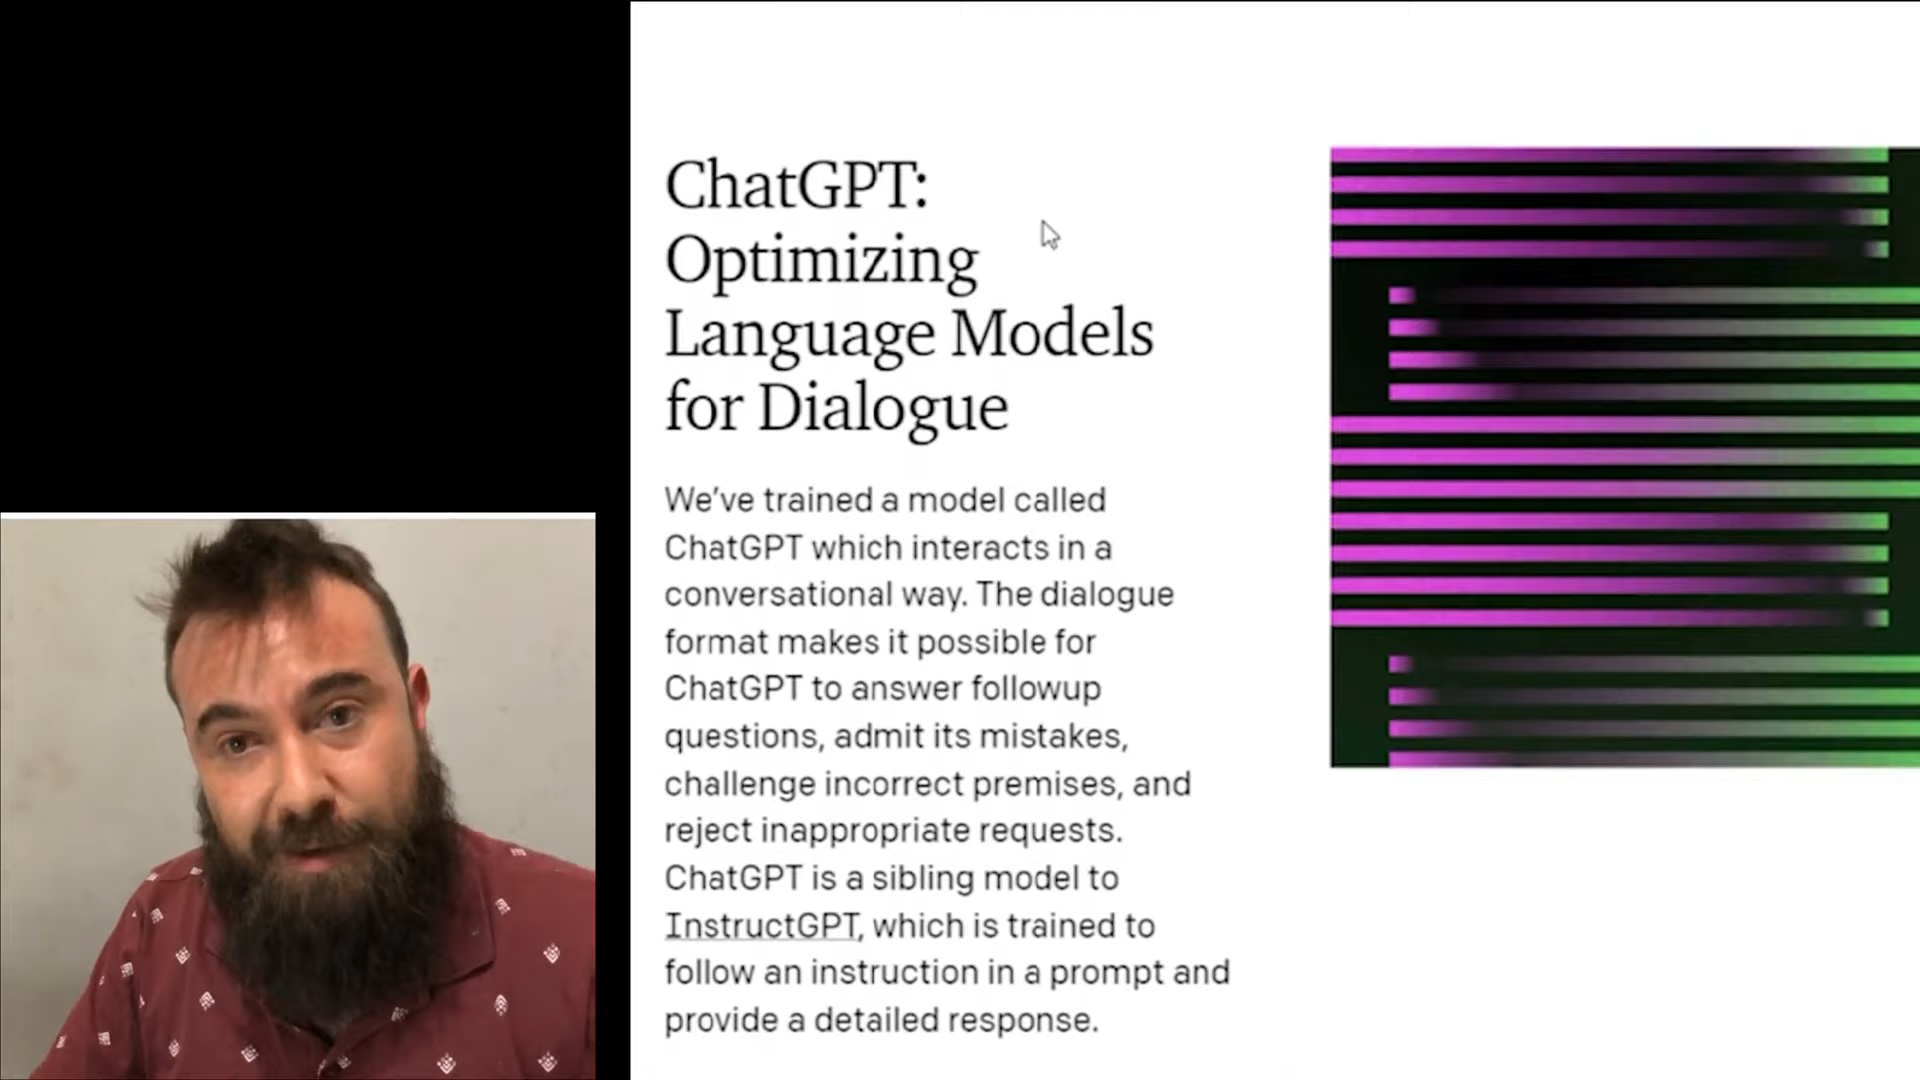 ChatGPT:
Optimizing
Language Models
for Dialogue
We've trained a model called
ChatGPT which interacts in a
conversational way. The dialogue
format makes it possible for
ChatGPT to answer followup
questions, admit its mistakes,
challenge incorrect premises, and
reject inappropriate requests.
ChatGPT is a sibling model to
InstructGPT, which is trained to
follow an instruction in a prompt and
provide a detailed response.